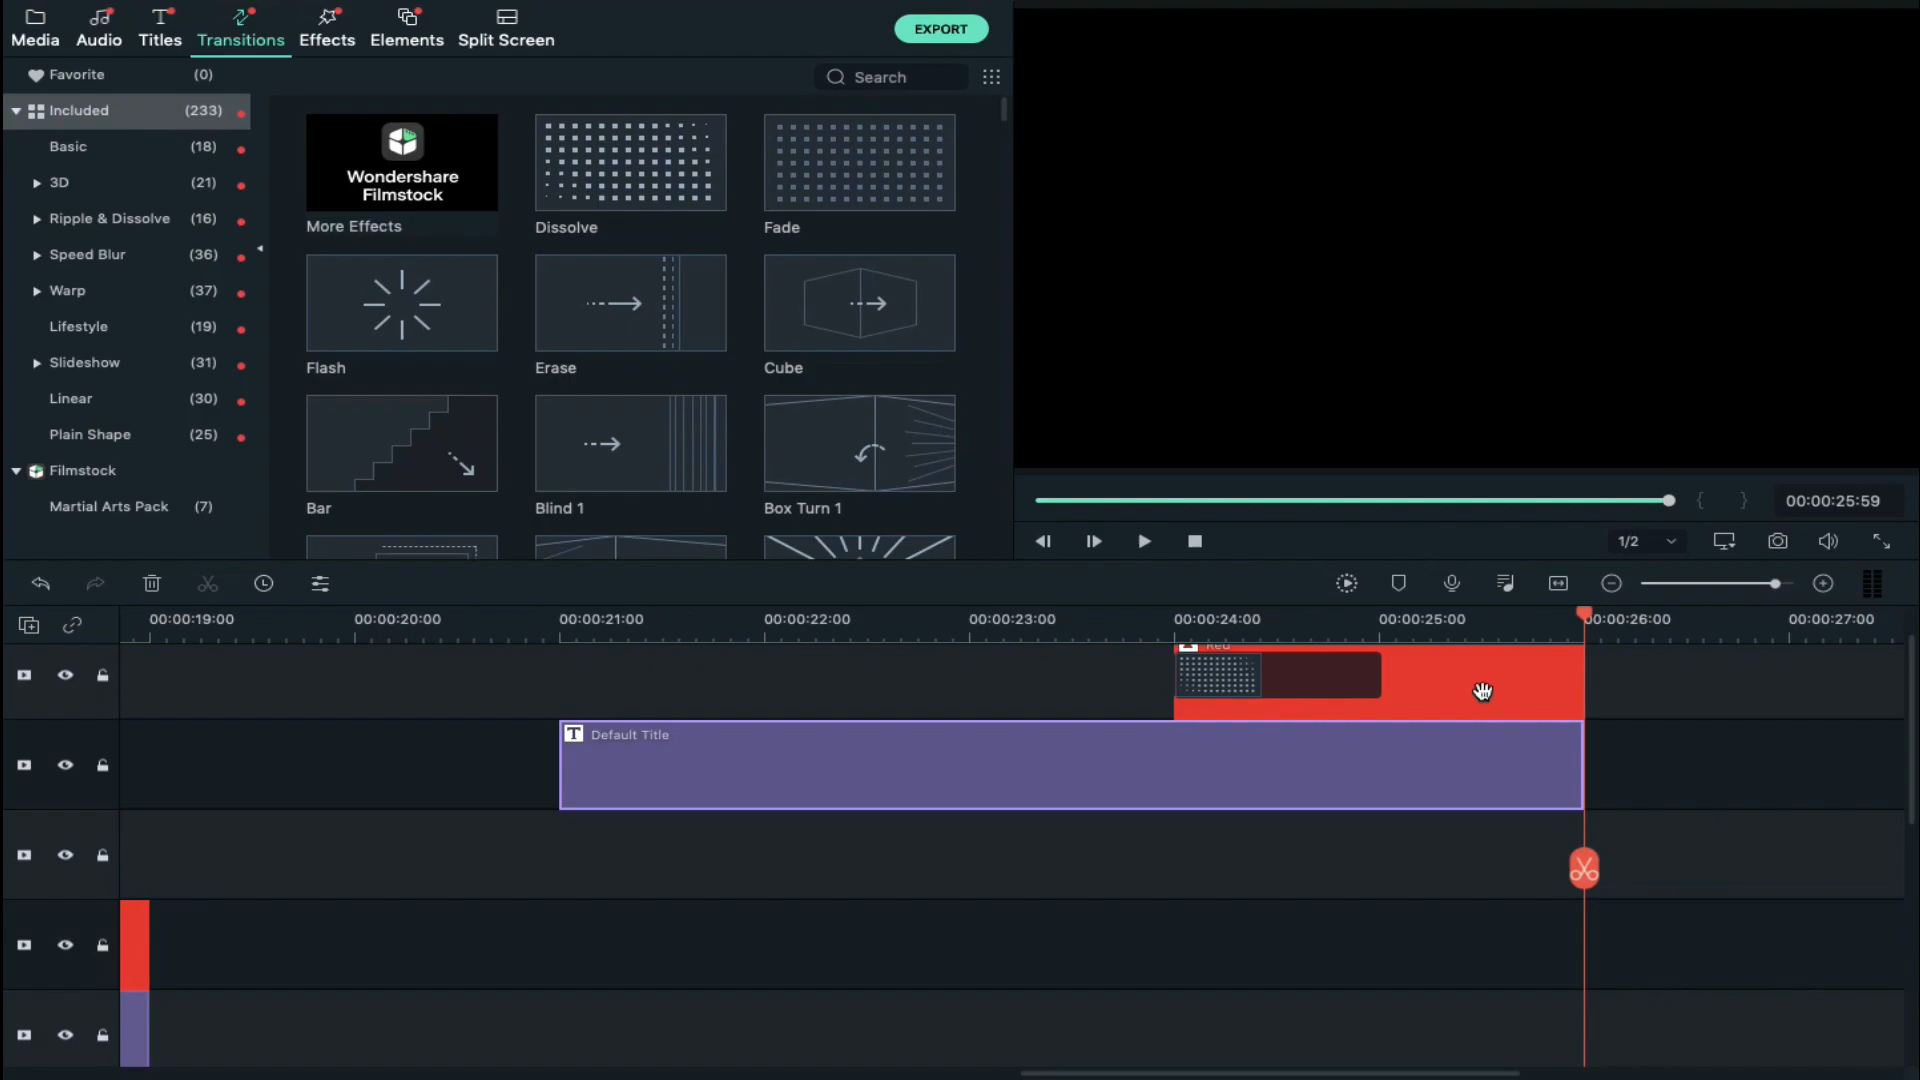 Media Audio Titles Transitions Effects Elements Split Screen
EXPORT
Favorite (0)
Search
Included (233)
Basic (18)
3D (21)
Ripple & Dissolve (16)
Speed Blur (36)
Warp (37)
Lifestyle (19)
Slideshow (31)
Linear (30)
Plain Shape (25)
Filmstock
Martial Arts Pack (7)
Wondershare
Filmstock
More Effects
Dissolve
Fade
Flash
Erase
Cube
Bar
Blind 1
Box Turn 1
00:00:25:59
1/2
00:00:19:00 00:00:20:00 00:00:21:00 00:00:22:00 00:00:23:00 00:00:24:00 00:00:25:00 00:00:26:00 00:00:27:00
Red
T Default Title